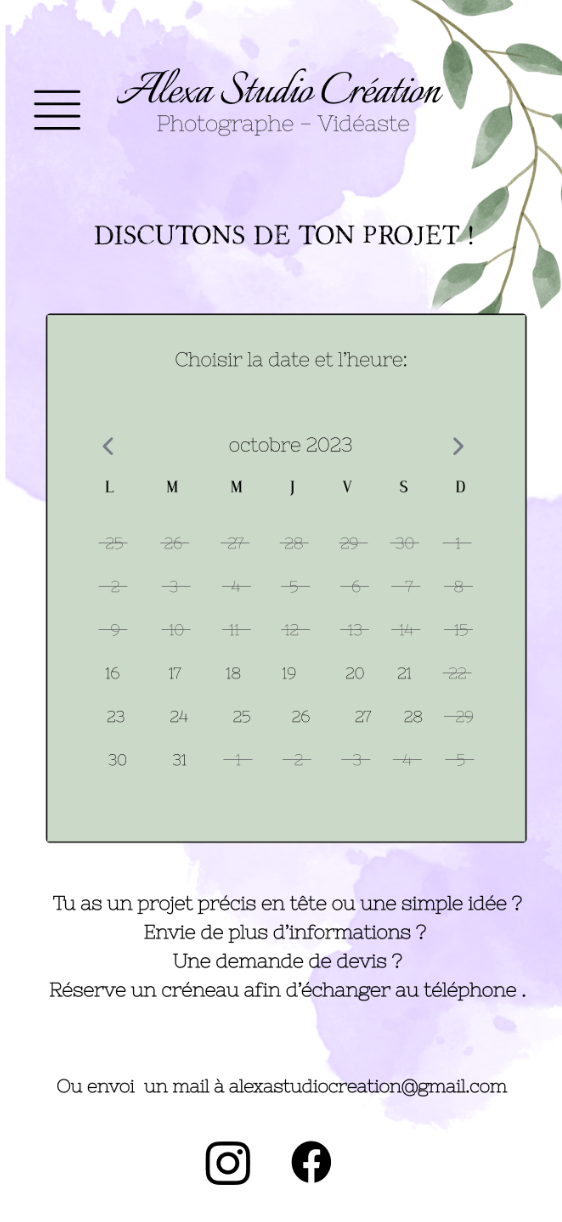 Alexa Studio Création
Photographe - Vidéaste
DISCUTONS DE TON PROJET !
Choisir la date et l'heure:
octobre 2023
L M M J V S D
25 26 27 28 29 30 1
2 3 4 5 6 7 8
9 10 11 12 13 14 15
16 17 18 19 20 21 22
23 24 25 26 27 28 29
30 31 1 2 3 4 5
Tu as un projet précis en tête ou une simple idée ?
Envie de plus d'informations ?
Une demande de devis ?
Réserve un créneau afin d'échanger au téléphone .
Ou envoi un mail à alexastudiocreation@gmail.com